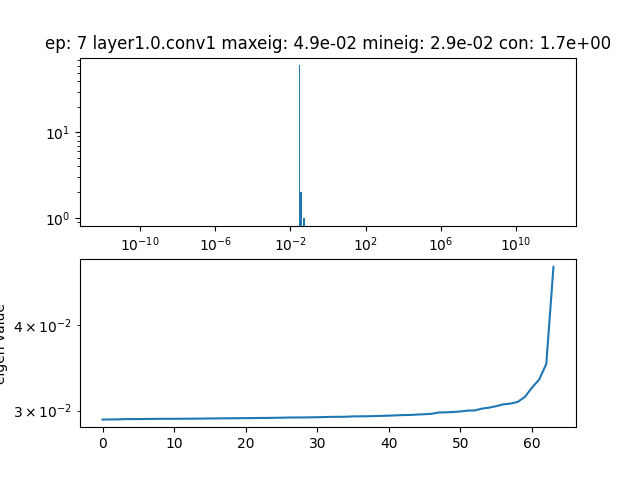 ep: 7 layer1.0.conv1 maxeig: 4.9e-02 mineig: 2.9e-02 con: 1.7e+00
10¹
10⁰
10⁻¹⁰ 10⁻⁶ 10⁻² 10² 10⁶ 10¹⁰
eigen value
4 × 10⁻²
3 × 10⁻²
0 10 20 30 40 50 60